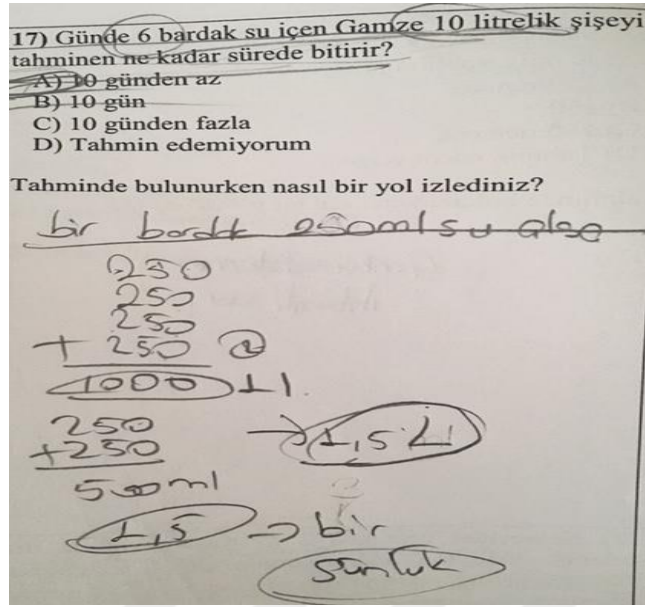 17) Günde 6 bardak su içen Gamze 10 litrelik şişeyi
tahminen ne kadar sürede bitirir?
A) 10 günden az
B) 10 gün
C) 10 günden fazla
D) Tahmin edemiyorum
Tahminde bulunurken nasıl bir yol izlediniz?
bir bardak 250ml su alsa
250
250
250
+ 250
1000 1l.
250
+250
→ 1,5 Li
500ml
1,5 → bir
günlük